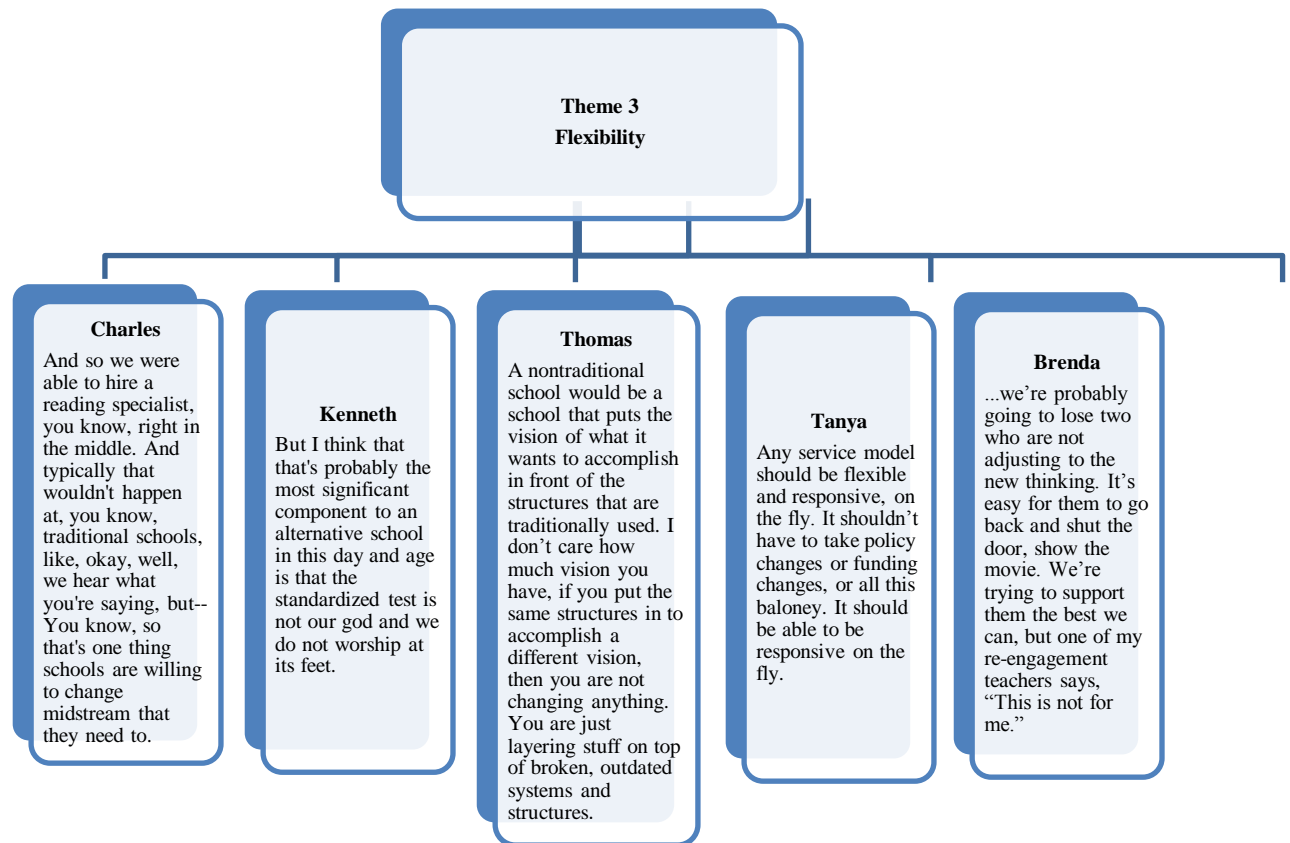 Theme 3
Flexibility
Charles
And so we were
able to hire a
reading specialist,
you know, right in
the middle. And
typically that
wouldn't happen
at, you know,
traditional schools,
like, okay, well,
we hear what
you're saying, but--
You know, so
that's one thing
schools are willing
to change
midstream that
they need to.
Kenneth
But I think that
that's probably the
most significant
component to an
alternative school
in this day and age
is that the
standardized test is
not our god and we
do not worship at
its feet.
Thomas
A nontraditional
school would be a
school that puts the
vision of what it
wants to accomplish
in front of the
structures that are
traditionally used. I
don’t care how
much vision you
have, if you put the
same structures in to
accomplish a
different vision,
then you are not
changing anything.
You are just
layering stuff on top
of broken, outdated
systems and
structures.
Tanya
Any service model
should be flexible
and responsive, on
the fly. It shouldn’t
have to take policy
changes or funding
changes, or all this
baloney. It should
be able to be
responsive on the
fly.
Brenda
...we’re probably
going to lose two
who are not
adjusting to the
new thinking. It’s
easy for them to go
back and shut the
door, show the
movie. We’re
trying to support
them the best we
can, but one of my
re-engagement
teachers says,
“This is not for
me.”